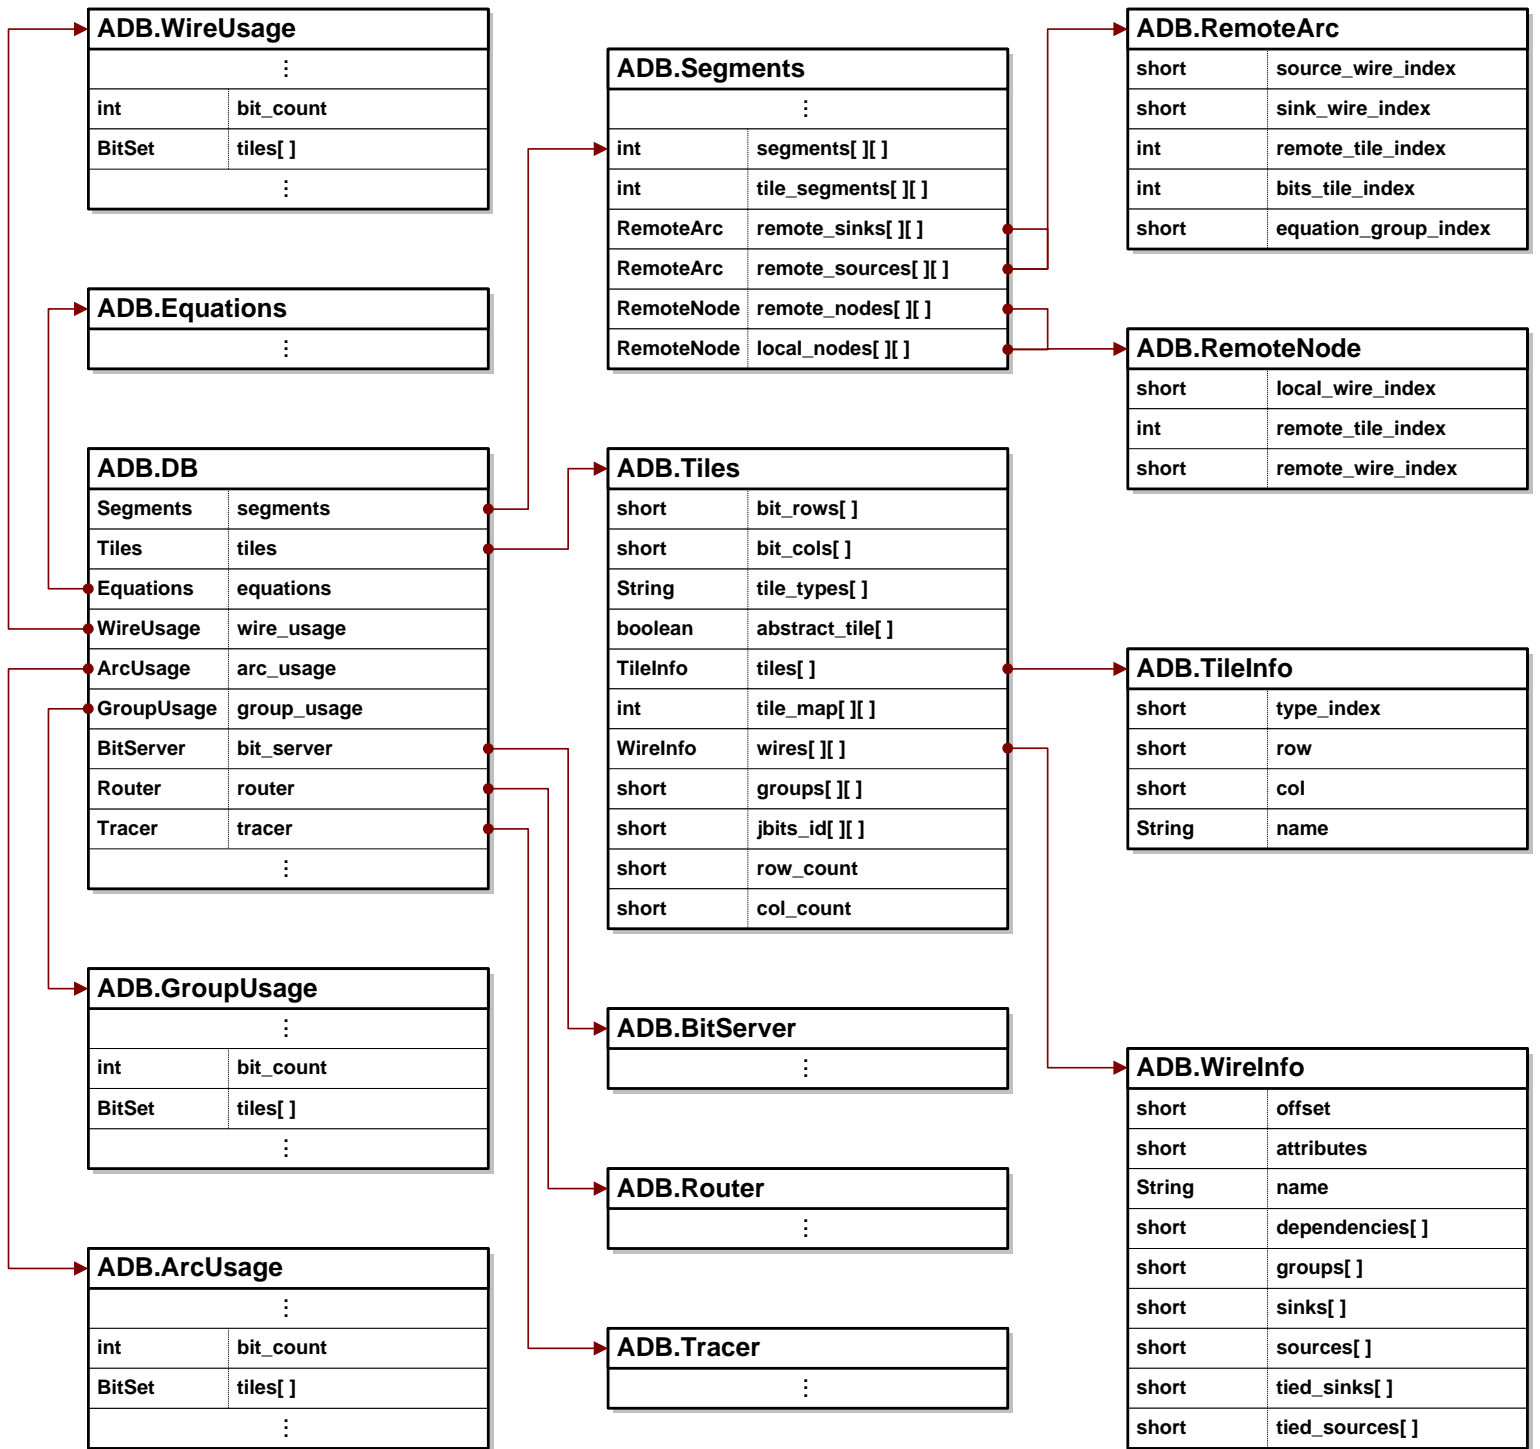 ADB.WireUsage
⋮
int bit_count
BitSet tiles[ ]
⋮
ADB.Equations
⋮
ADB.DB
Segments segments
Tiles tiles
Equations equations
WireUsage wire_usage
ArcUsage arc_usage
GroupUsage group_usage
BitServer bit_server
Router router
Tracer tracer
⋮
ADB.GroupUsage
⋮
int bit_count
BitSet tiles[ ]
⋮
ADB.ArcUsage
⋮
int bit_count
BitSet tiles[ ]
⋮
ADB.Segments
⋮
int segments[ ][ ]
int tile_segments[ ][ ]
RemoteArc remote_sinks[ ][ ]
RemoteArc remote_sources[ ][ ]
RemoteNode remote_nodes[ ][ ]
RemoteNode local_nodes[ ][ ]
ADB.Tiles
short bit_rows[ ]
short bit_cols[ ]
String tile_types[ ]
boolean abstract_tile[ ]
TileInfo tiles[ ]
int tile_map[ ][ ]
WireInfo wires[ ][ ]
short groups[ ][ ]
short jbits_id[ ][ ]
short row_count
short col_count
ADB.BitServer
⋮
ADB.Router
⋮
ADB.Tracer
⋮
ADB.RemoteArc
short source_wire_index
short sink_wire_index
int remote_tile_index
int bits_tile_index
short equation_group_index
ADB.RemoteNode
short local_wire_index
int remote_tile_index
short remote_wire_index
ADB.TileInfo
short type_index
short row
short col
String name
ADB.WireInfo
short offset
short attributes
String name
short dependencies[ ]
short groups[ ]
short sinks[ ]
short sources[ ]
short tied_sinks[ ]
short tied_sources[ ]